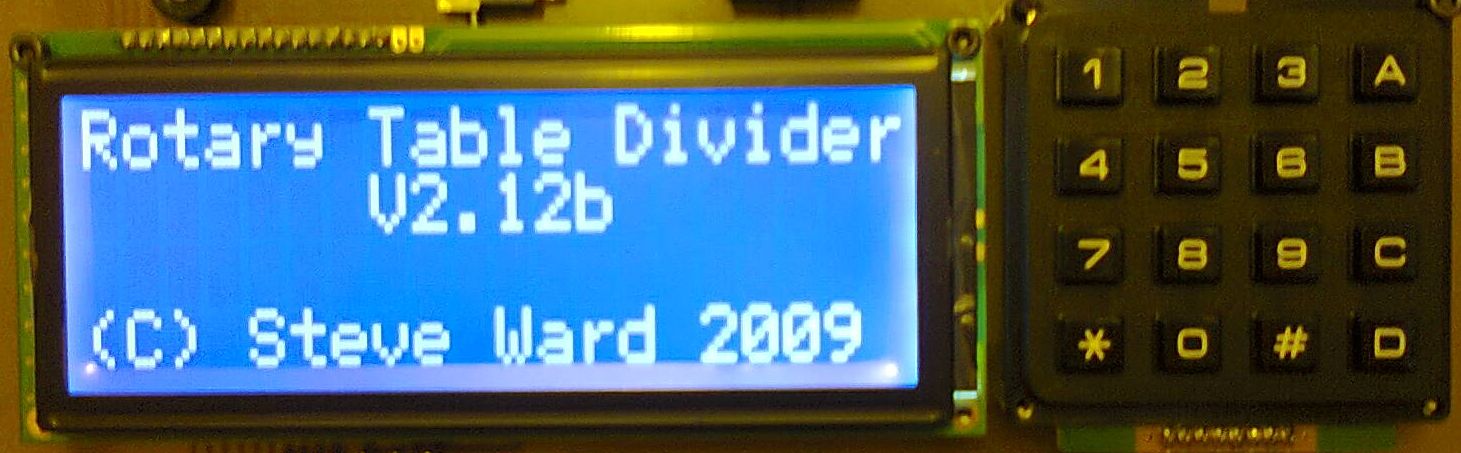 Rotary Table Divider
V2.12b
(C) Steve Ward 2009
1 2 3 A
4 5 6 B
7 8 9 C
* 0 # D